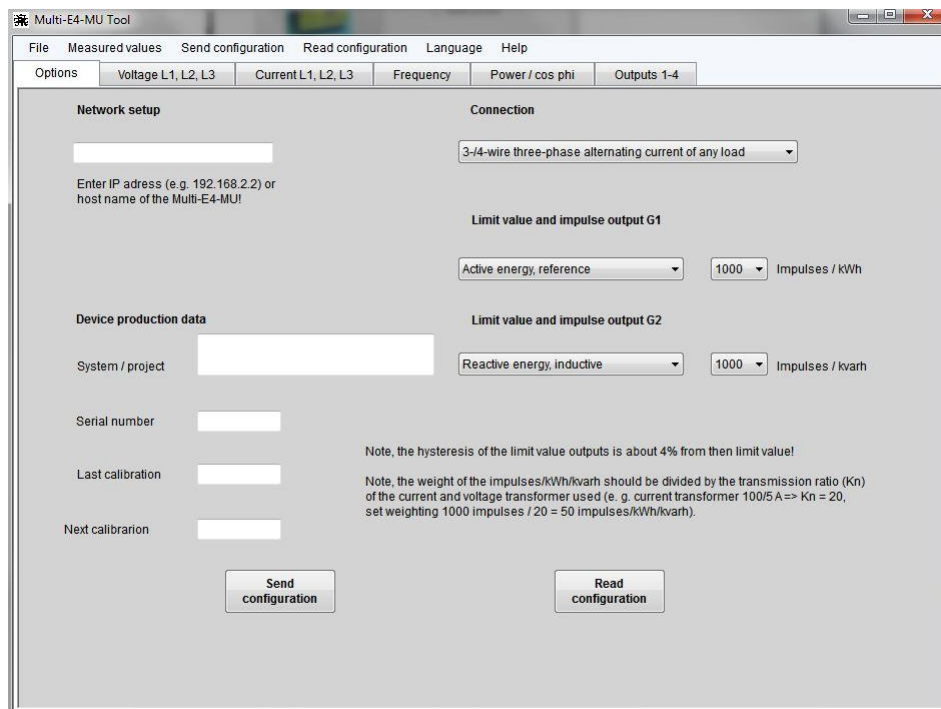 Multi-E4-MU Tool
File Measured values Send configuration Read configuration Language Help
Options Voltage L1, L2, L3 Current L1, L2, L3 Frequency Power / cos phi Outputs 1-4
Network setup
Enter IP adress (e.g. 192.168.2.2) or
host name of the Multi-E4-MU!
Connection
3-/4-wire three-phase alternating current of any load
Limit value and impulse output G1
Active energy, reference 1000 Impulses / kWh
Device production data
System / project
Limit value and impulse output G2
Reactive energy, inductive 1000 Impulses / kvarh
Serial number
Last calibration
Next calibrarion
Note, the hysteresis of the limit value outputs is about 4% from then limit value!
Note, the weight of the impulses/kWh/kvarh should be divided by the transmission ratio (Kn)
of the current and voltage transformer used (e. g. current transformer 100/5 A => Kn = 20,
set weighting 1000 impulses / 20 = 50 impulses/kWh/kvarh).
Send
configuration
Read
configuration